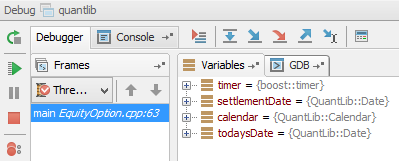 Debug quantlib
Debugger Console
Frames
Thre...
main EquityOption.cpp:63
Variables GDB
timer = {boost::timer}
settlementDate = {QuantLib::Date}
calendar = {QuantLib::Calendar}
todaysDate = {QuantLib::Date}